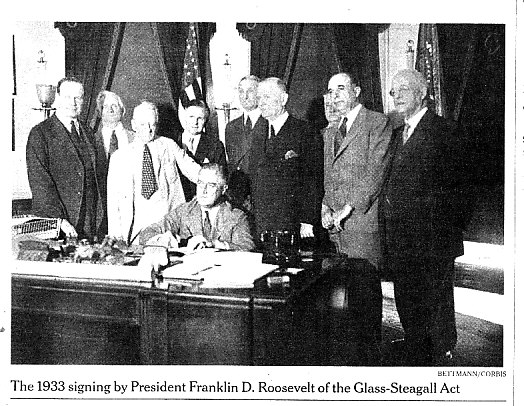 BETTMANN/CORBIS
The 1933 signing by President Franklin D. Roosevelt of the Glass-Steagall Act